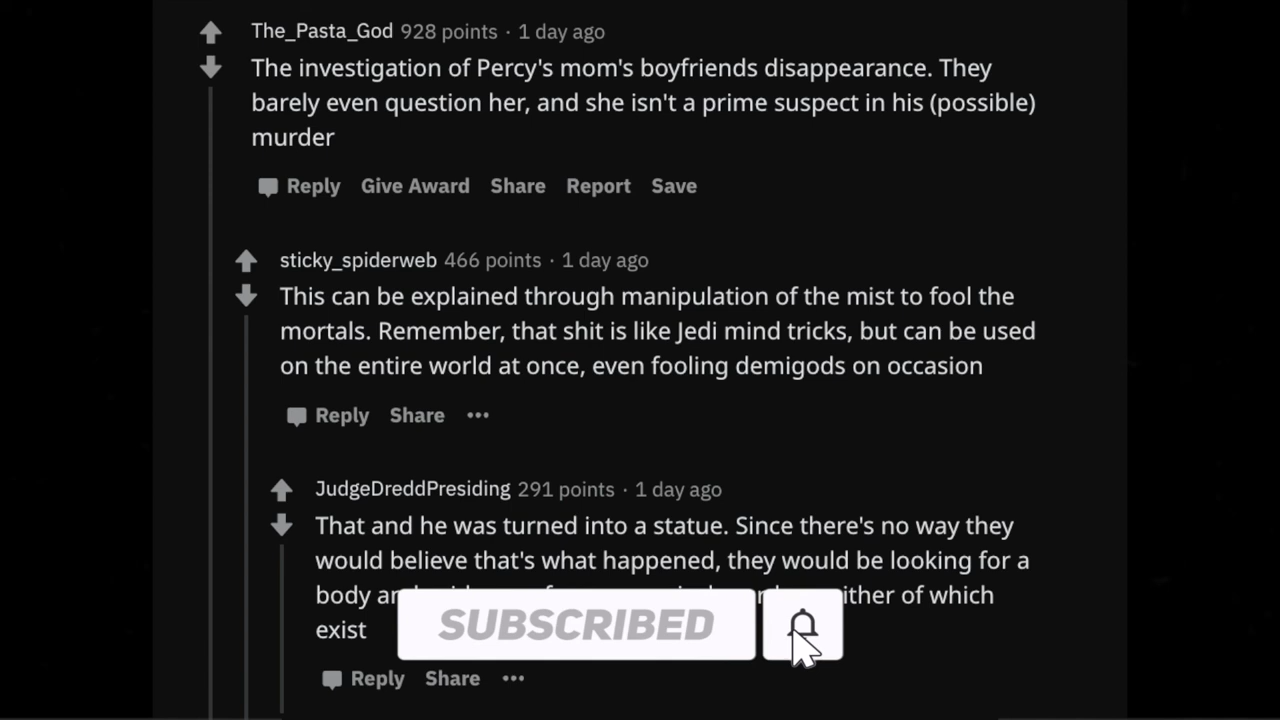 The_Pasta_God 928 points · 1 day ago
The investigation of Percy's mom's boyfriends disappearance. They
barely even question her, and she isn't a prime suspect in his (possible)
murder
Reply Give Award Share Report Save
sticky_spiderweb 466 points · 1 day ago
This can be explained through manipulation of the mist to fool the
mortals. Remember, that shit is like Jedi mind tricks, but can be used
on the entire world at once, even fooling demigods on occasion
Reply Share •••
JudgeDreddPresiding 291 points · 1 day ago
That and he was turned into a statue. Since there's no way they
would believe that's what happened, they would be looking for a
body of which
exist
SUBSCRIBED
Reply Share •••